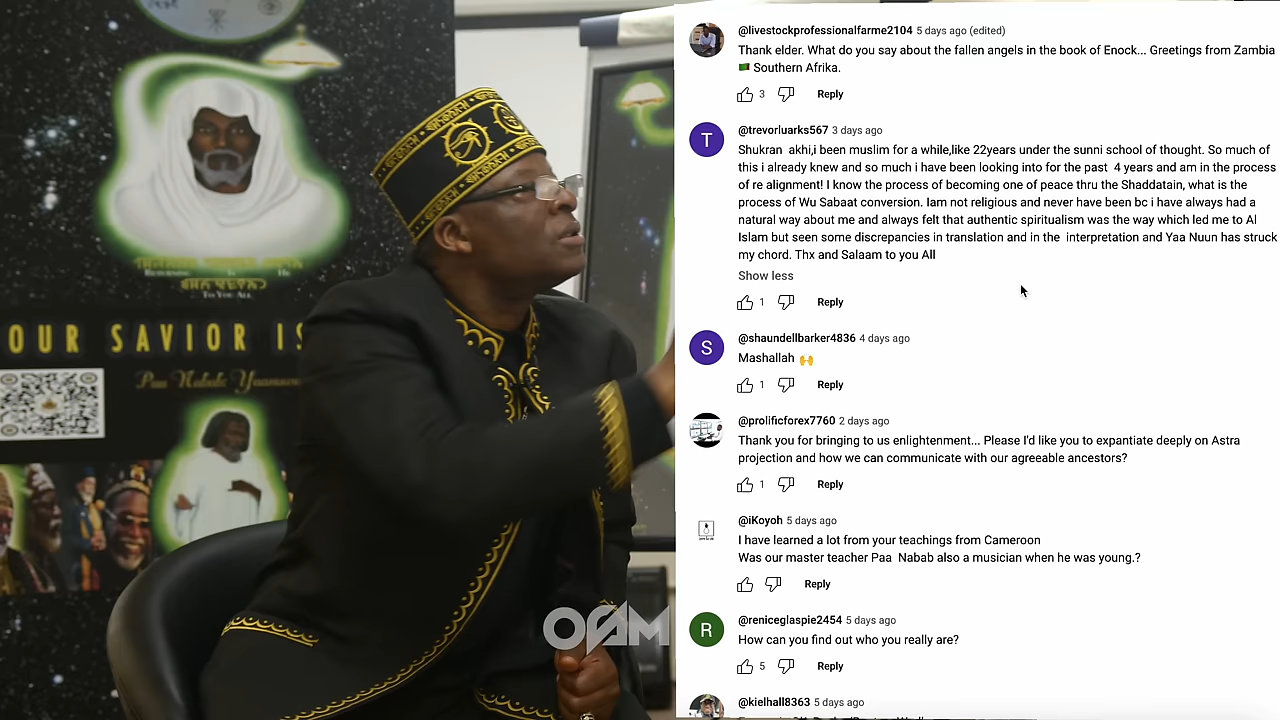 RETURNING IS HE
TO YOU ALL
OUR SAVIOR IS
Paa Nabab Yaanuwn
OGM
@livestockprofessionalfarme2104 5 days ago (edited)
Thank elder. What do you say about the fallen angels in the book of Enock... Greetings from Zambia
Southern Afrika.
3 Reply
T
@trevorluarks567 3 days ago
Shukran akhi,i been muslim for a while,like 22years under the sunni school of thought. So much of
this i already knew and so much i have been looking into for the past 4 years and am in the process
of re alignment! I know the process of becoming one of peace thru the Shaddatain, what is the
process of Wu Sabaat conversion. Iam not religious and never have been bc i have always had a
natural way about me and always felt that authentic spiritualism was the way which led me to Al
Islam but seen some discrepancies in translation and in the interpretation and Yaa Nuun has struck
my chord. Thx and Salaam to you All
Show less
1 Reply
S
@shaundellbarker4836 4 days ago
Mashallah 🙌
1 Reply
@prolificforex7760 2 days ago
Thank you for bringing to us enlightenment... Please I'd like you to expantiate deeply on Astra
projection and how we can communicate with our agreeable ancestors?
1 Reply
@iKoyoh 5 days ago
I have learned a lot from your teachings from Cameroon
Was our master teacher Paa Nabab also a musician when he was young.?
Reply
R
@reniceglaspie2454 5 days ago
How can you find out who you really are?
5 Reply
@kielhall8363 5 days ago